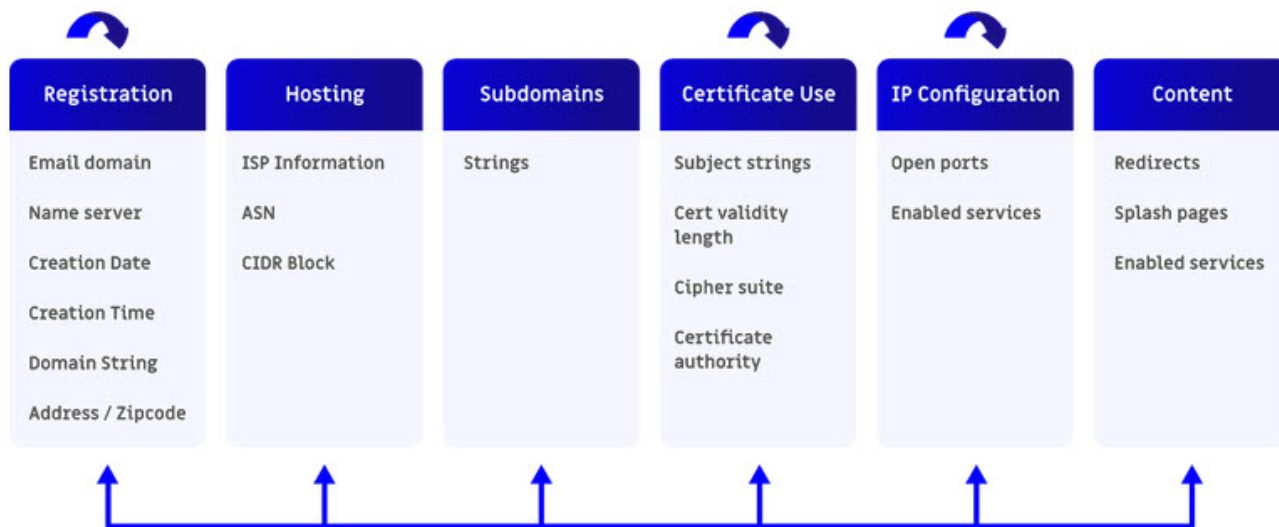 Registration
Email domain
Name server
Creation Date
Creation Time
Domain String
Address / Zipcode
Hosting
ISP Information
ASN
CIDR Block
Subdomains
Strings
Certificate Use
Subject strings
Cert validity
length
Cipher suite
Certificate
authority
IP Configuration
Open ports
Enabled services
Content
Redirects
Splash pages
Enabled services